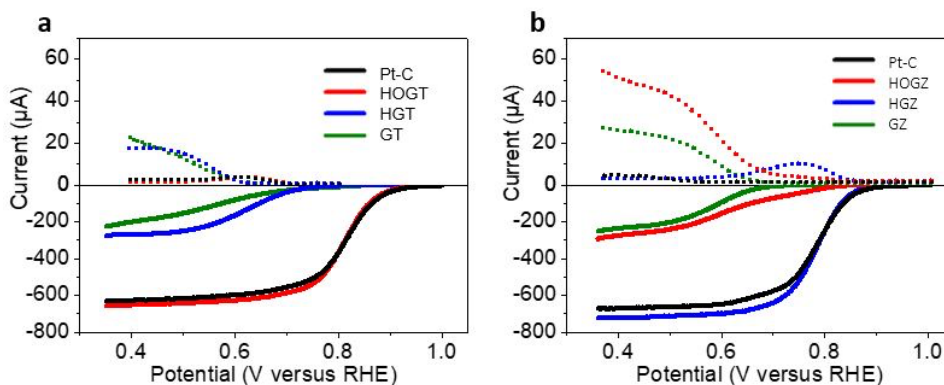 a
60
40
20
0
-200
-400
-600
-800
Current (µA)
Pt-C
HOGT
HGT
GT
0.4 0.6 0.8 1.0
Potential (V versus RHE)
b
60
40
20
0
-200
-400
-600
-800
Current (µA)
Pt-C
HOGZ
HGZ
GZ
0.4 0.6 0.8 1.0
Potential (V versus RHE)